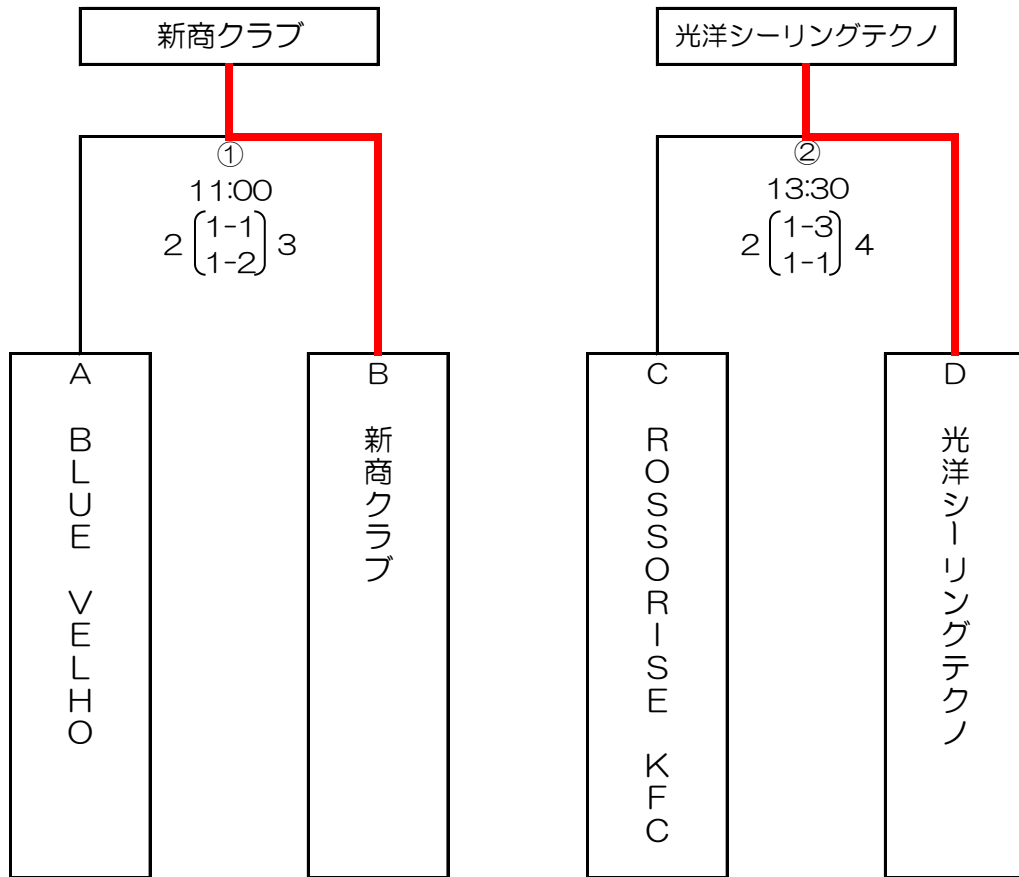 新商クラブ
光洋シーリングテクノ
①
11:00
2 (1-1 1-2) 3
②
13:30
2 (1-3 1-1) 4
A
BLUE VELHO
B
新商クラブ
C
ROSSORISE KFC
D
光洋シーリングテクノ